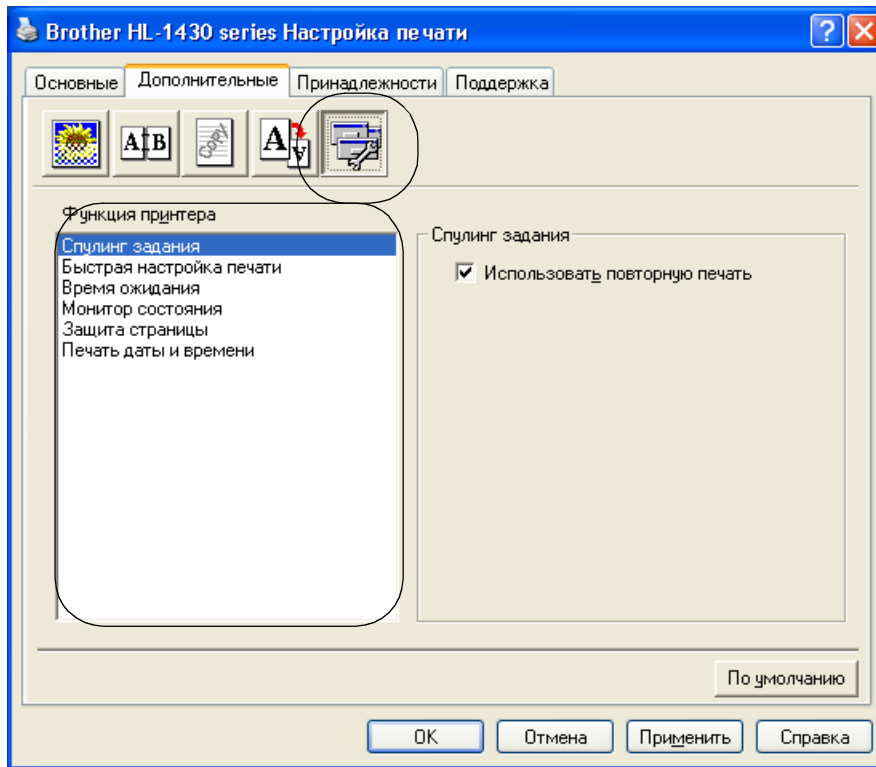 Brother HL-1430 series Настройка печати
Основные Дополнительные Принадлежности Поддержка
A B COPY A A
Функция принтера
Спулинг задания
Быстрая настройка печати
Время ожидания
Монитор состояния
Защита страницы
Печать даты и времени
Спулинг задания
Использовать повторную печать
По умолчанию
OK Отмена Применить Справка